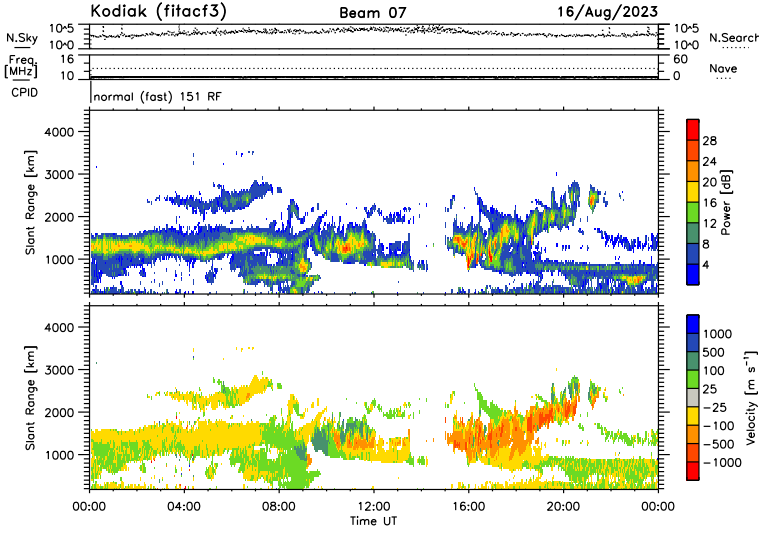 Kodiak (fitacf3) Beam 07 16/Aug/2023
N.Sky 10^5 10^0 10^5 10^0 N.Search
Freq. [MHz] 16 10 60 0 Nave
CPID normal (fast) 151 RF
Slant Range [km] 4000 3000 2000 1000
28 24 20 16 12 8 4 Power [dB]
Slant Range [km] 4000 3000 2000 1000
1000 500 100 25 −25 −100 −500 −1000 Velocity [m s⁻¹]
00:00 04:00 08:00 12:00 16:00 20:00 00:00
Time UT